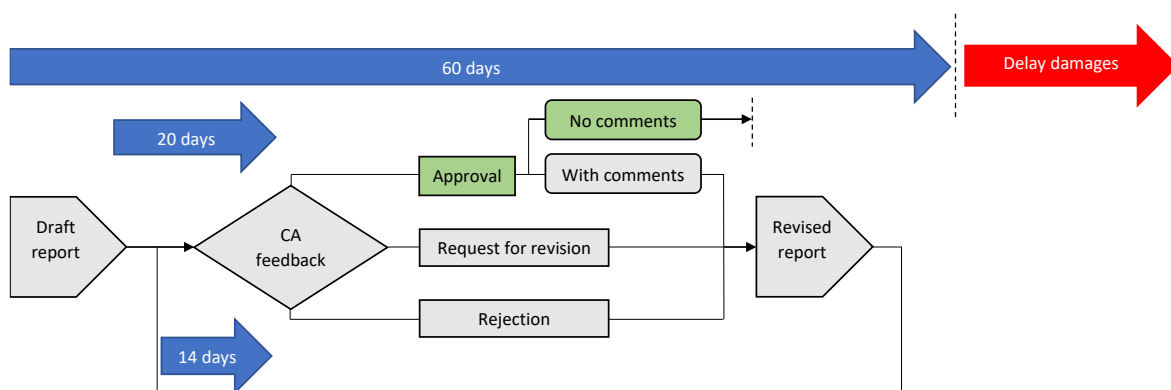 60 days
Delay damages
20 days
No comments
Approval
With comments
Draft
report
CA
feedback
Request for revision
Revised
report
Rejection
14 days